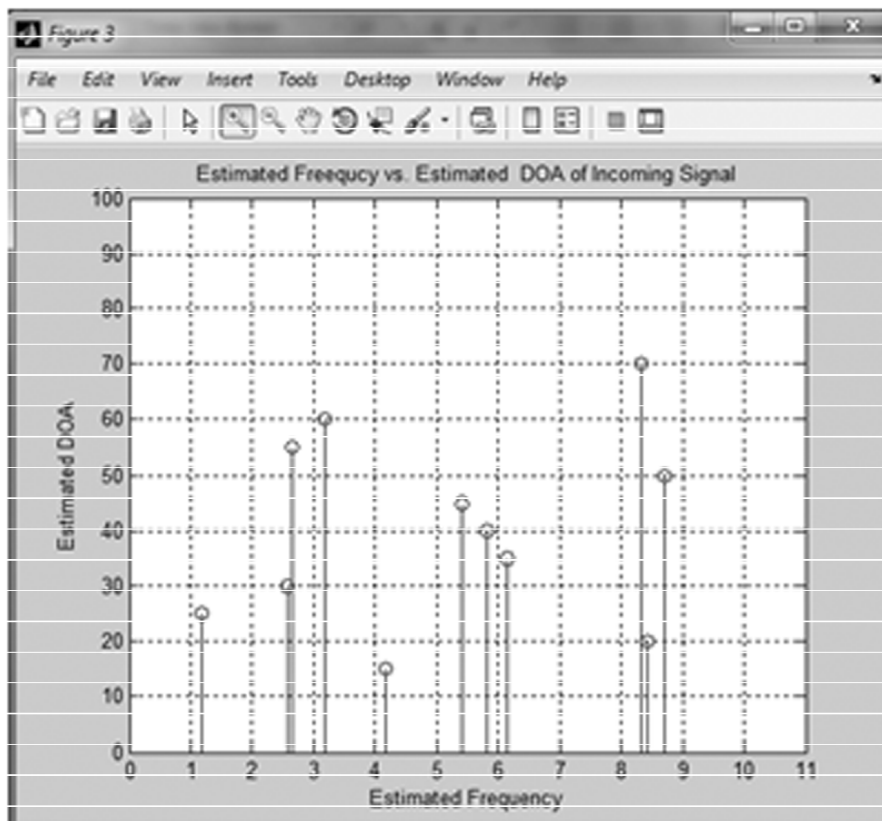 Figure 3
File Edit View Insert Tools Desktop Window Help
Estimated Freequcy vs. Estimated DOA of Incoming Signal
100
90
80
70
60
50
40
30
20
10
0
Estimated DOA
0 1 2 3 4 5 6 7 8 9 10 11
Estimated Frequency